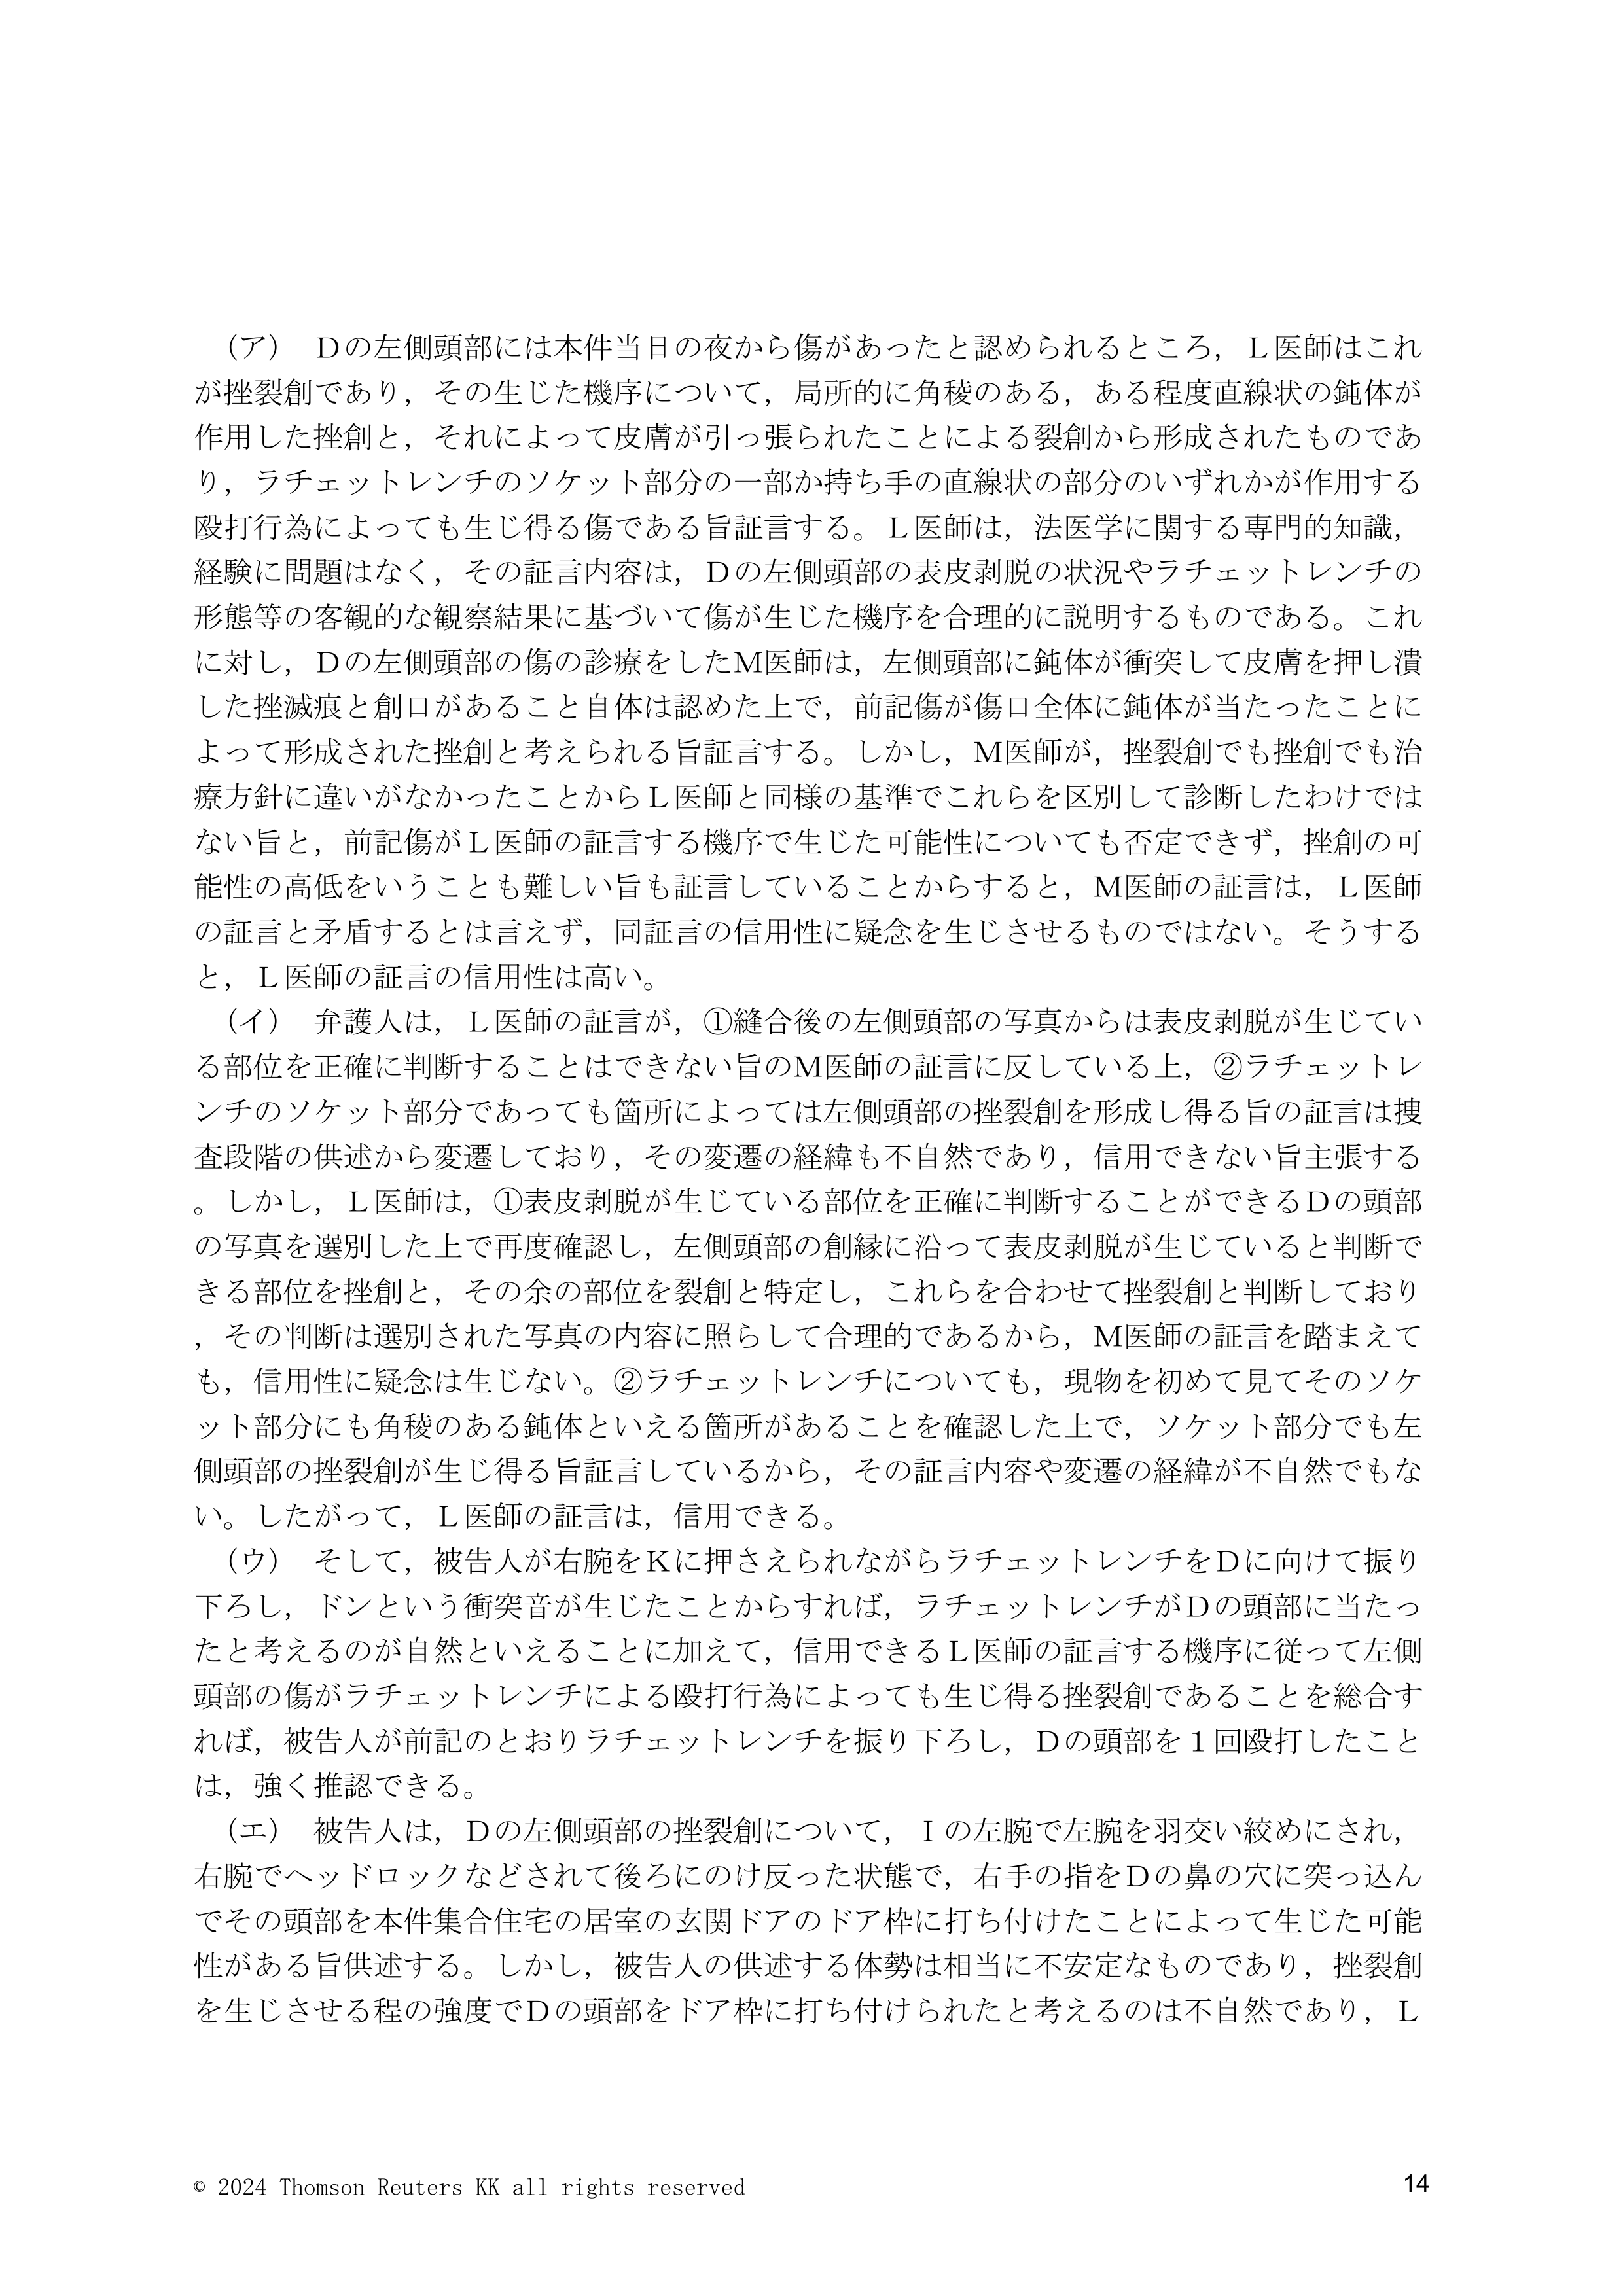 （ア）　Ｄの左側頭部には本件当日の夜から傷があったと認められるところ，Ｌ医師はこれ
が挫裂創であり，その生じた機序について，局所的に角稜のある，ある程度直線状の鈍体が
作用した挫創と，それによって皮膚が引っ張られたことによる裂創から形成されたものであ
り，ラチェットレンチのソケット部分の一部か持ち手の直線状の部分のいずれかが作用する
殴打行為によっても生じ得る傷である旨証言する。Ｌ医師は，法医学に関する専門的知識，
経験に問題はなく，その証言内容は，Ｄの左側頭部の表皮剥脱の状況やラチェットレンチの
形態等の客観的な観察結果に基づいて傷が生じた機序を合理的に説明するものである。これ
に対し，Ｄの左側頭部の傷の診療をしたＭ医師は，左側頭部に鈍体が衝突して皮膚を押し潰
した挫滅痕と創口があること自体は認めた上で，前記傷が傷口全体に鈍体が当たったことに
よって形成された挫創と考えられる旨証言する。しかし，Ｍ医師が，挫裂創でも挫創でも治
療方針に違いがなかったことからＬ医師と同様の基準でこれらを区別して診断したわけでは
ない旨と，前記傷がＬ医師の証言する機序で生じた可能性についても否定できず，挫創の可
能性の高低をいうことも難しい旨も証言していることからすると，Ｍ医師の証言は，Ｌ医師
の証言と矛盾するとは言えず，同証言の信用性に疑念を生じさせるものではない。そうする
と，Ｌ医師の証言の信用性は高い。
（イ）　弁護人は，Ｌ医師の証言が，①縫合後の左側頭部の写真からは表皮剥脱が生じてい
る部位を正確に判断することはできない旨のＭ医師の証言に反している上，②ラチェットレ
ンチのソケット部分であっても箇所によっては左側頭部の挫裂創を形成し得る旨の証言は捜
査段階の供述から変遷しており，その変遷の経緯も不自然であり，信用できない旨主張する
。しかし，Ｌ医師は，①表皮剥脱が生じている部位を正確に判断することができるＤの頭部
の写真を選別した上で再度確認し，左側頭部の創縁に沿って表皮剥脱が生じていると判断で
きる部位を挫創と，その余の部位を裂創と特定し，これらを合わせて挫裂創と判断しており
，その判断は選別された写真の内容に照らして合理的であるから，Ｍ医師の証言を踏まえて
も，信用性に疑念は生じない。②ラチェットレンチについても，現物を初めて見てそのソケ
ット部分にも角稜のある鈍体といえる箇所があることを確認した上で，ソケット部分でも左
側頭部の挫裂創が生じ得る旨証言しているから，その証言内容や変遷の経緯が不自然でもな
い。したがって，Ｌ医師の証言は，信用できる。
（ウ）　そして，被告人が右腕をＫに押さえられながらラチェットレンチをＤに向けて振り
下ろし，ドンという衝突音が生じたことからすれば，ラチェットレンチがＤの頭部に当たっ
たと考えるのが自然といえることに加えて，信用できるＬ医師の証言する機序に従って左側
頭部の傷がラチェットレンチによる殴打行為によっても生じ得る挫裂創であることを総合す
れば，被告人が前記のとおりラチェットレンチを振り下ろし，Ｄの頭部を１回殴打したこと
は，強く推認できる。
（エ）　被告人は，Ｄの左側頭部の挫裂創について，Ｉの左腕で左腕を羽交い絞めにされ，
右腕でヘッドロックなどされて後ろにのけ反った状態で，右手の指をＤの鼻の穴に突っ込ん
でその頭部を本件集合住宅の居室の玄関ドアのドア枠に打ち付けたことによって生じた可能
性がある旨供述する。しかし，被告人の供述する体勢は相当に不安定なものであり，挫裂創
を生じさせる程の強度でＤの頭部をドア枠に打ち付けられたと考えるのは不自然であり，Ｌ
© 2024 Thomson Reuters KK all rights reserved
14